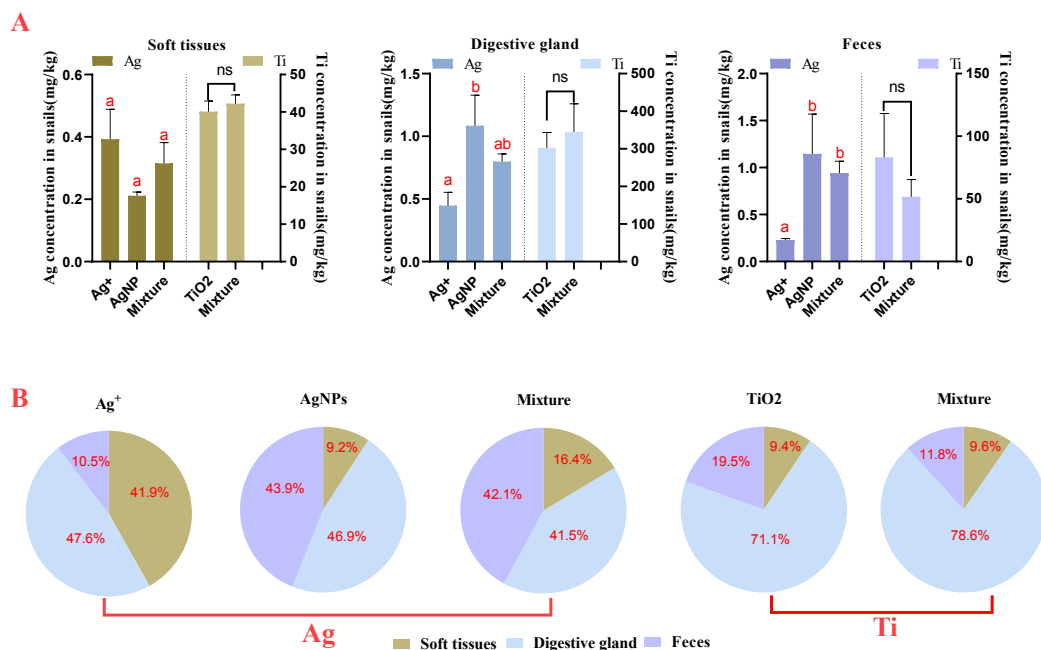 A
Soft tissues
Ag
Ti
ns
a
a
a
Ag concentration in snails(mg/kg)
0.6
0.4
0.2
0.0
50
40
30
20
10
0
Ti concentration in snails(mg/kg)
Ag+
AgNP
Mixture
TiO2
Mixture
Digestive gland
Ag
Ti
b
ns
ab
a
Ag concentration in snails(mg/kg)
1.5
1.0
0.5
0.0
500
400
300
200
100
0
Ti concentration in snails(mg/kg)
Ag+
AgNP
Mixture
TiO2
Mixture
Feces
Ag
Ti
ns
b
b
a
Ag concentration in snails(mg/kg)
2.0
1.5
1.0
0.5
0.0
150
100
50
0
Ti concentration in snails(mg/kg)
Ag+
AgNP
Mixture
TiO2
Mixture
B
Ag⁺
10.5%
41.9%
47.6%
AgNPs
9.2%
43.9%
46.9%
Mixture
16.4%
42.1%
41.5%
TiO2
9.4%
19.5%
71.1%
Mixture
9.6%
11.8%
78.6%
Ag
Ti
Soft tissues Digestive gland Feces